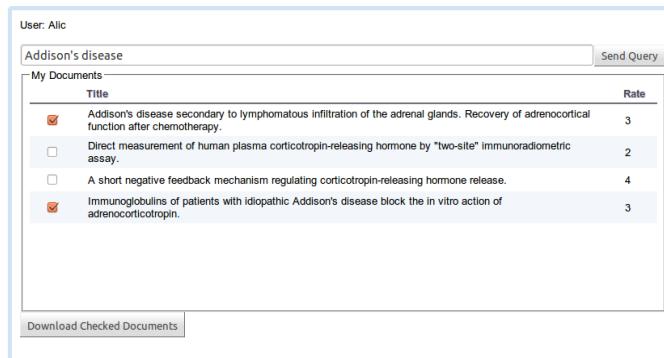 User: Alic
Addison's disease
Send Query
My Documents
Title Rate
Addison's disease secondary to lymphomatous infiltration of the adrenal glands. Recovery of adrenocortical
function after chemotherapy.
3
Direct measurement of human plasma corticotropin-releasing hormone by "two-site" immunoradiometric
assay.
2
A short negative feedback mechanism regulating corticotropin-releasing hormone release.
4
Immunoglobulins of patients with idiopathic Addison's disease block the in vitro action of
adrenocorticotropin.
3
Download Checked Documents